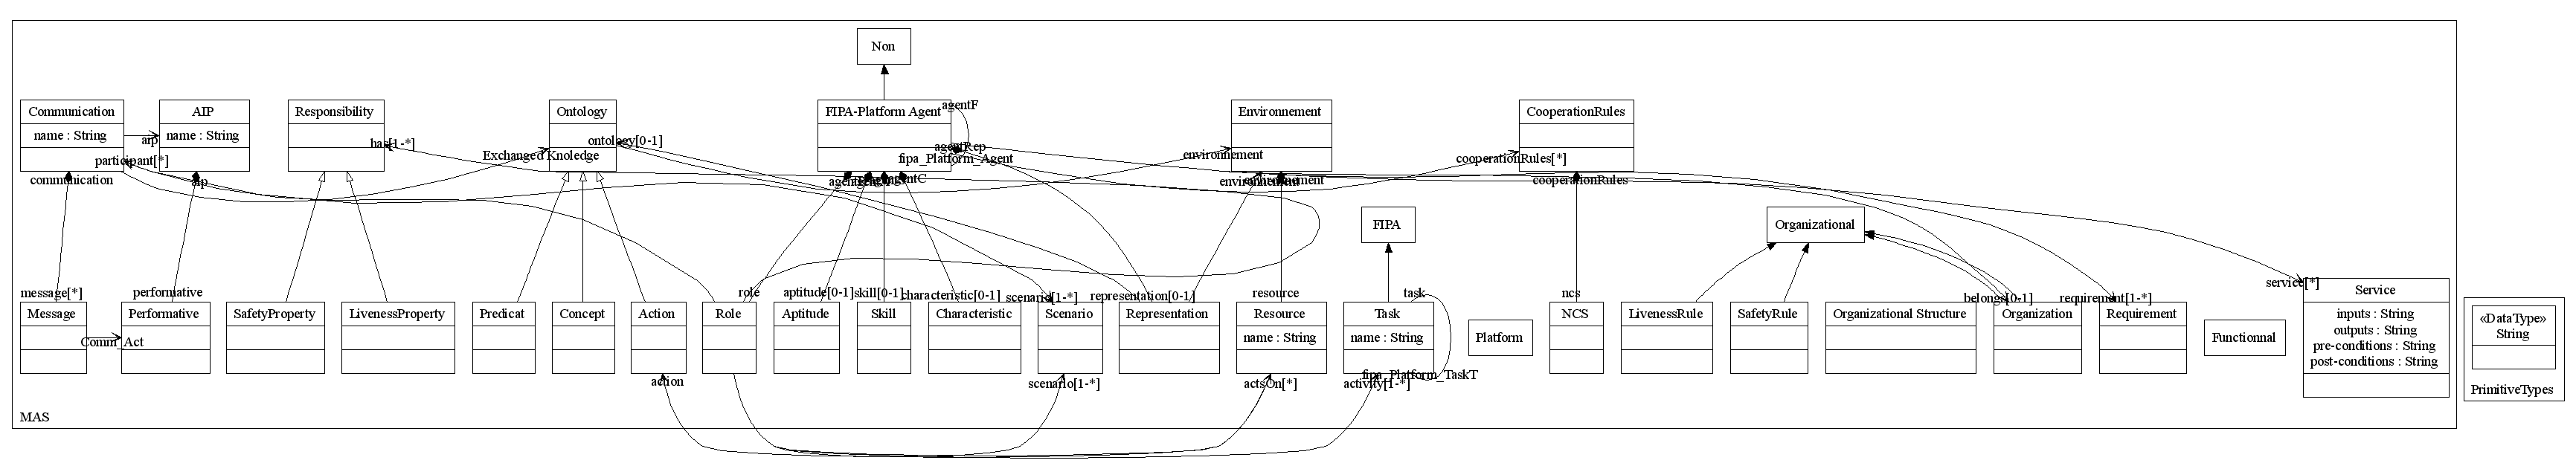 Non
Communication
name : String
AIP
name : String
Responsibility
Ontology
FIPA-Platform Agent
agentF
Environnement
CooperationRules
aip
participant[*]
has[1-*]
ontology[0-1]
Exchanged Knoledge
agentRep
fipa_Platform_Agent
environnement
cooperationRules[*]
communication
aip
environnement
environnement
cooperationRules
FIPA
Organizational
message[*]
performative
role
aptitude[0-1]
skill[0-1]
characteristic[0-1]
scenario[1-*]
representation[0-1]
resource
task
ncs
belongs[0-1]
requirement[1-*]
service[*]
Message
Performative
SafetyProperty
LivenessProperty
Predicat
Concept
Action
Role
Aptitude
Skill
Characteristic
Scenario
Representation
Resource
name : String
Task
name : String
Platform
NCS
LivenessRule
SafetyRule
Organizational Structure
Organization
Requirement
Functionnal
Service
inputs : String
outputs : String
pre-conditions : String
post-conditions : String
«DataType»
String
PrimitiveTypes
Comm_Act
action
scenario[1-*]
actsOn[*]
activity[1-*]
fipa_Platform_TaskT
MAS